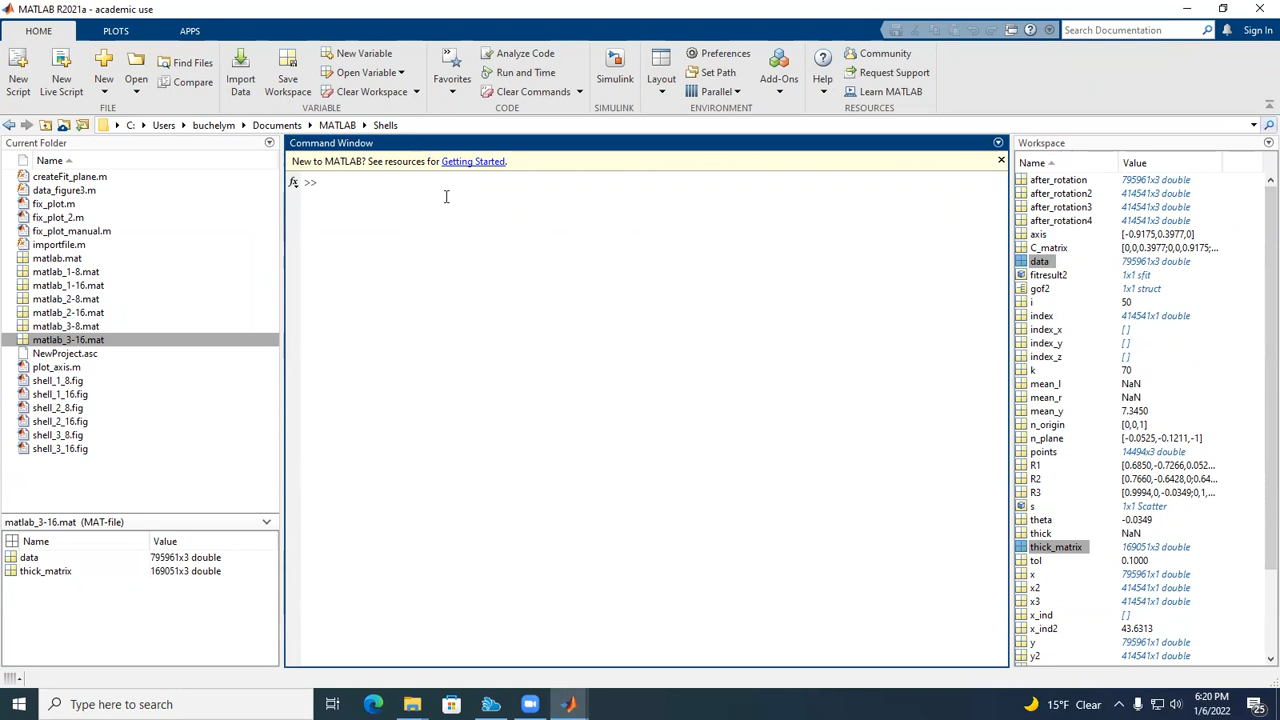 MATLAB R2021a - academic use
HOME PLOTS APPS
Search Documentation
Sign In
New Script
New Live Script
New
Open
Find Files
Compare
FILE
Import Data
Save Workspace
New Variable
Open Variable
Clear Workspace
VARIABLE
Favorites
Analyze Code
Run and Time
Clear Commands
CODE
Simulink
SIMULINK
Layout
Preferences
Set Path
Parallel
Add-Ons
ENVIRONMENT
Help
Community
Request Support
Learn MATLAB
RESOURCES
C: Users buchelym Documents MATLAB Shells
Current Folder
Name
createFit_plane.m
data_figure3.m
fix_plot.m
fix_plot_2.m
fix_plot_manual.m
importfile.m
matlab.mat
matlab_1-8.mat
matlab_1-16.mat
matlab_2-8.mat
matlab_2-16.mat
matlab_3-8.mat
matlab_3-16.mat
NewProject.asc
plot_axis.m
shell_1_8.fig
shell_1_16.fig
shell_2_8.fig
shell_2_16.fig
shell_3_8.fig
shell_3_16.fig
matlab_3-16.mat (MAT-file)
Name Value
data 795961x3 double
thick_matrix 169051x3 double
Command Window
New to MATLAB? See resources for Getting Started.
fx >>
Workspace
Name Value
after_rotation 795961x3 double
after_rotation2 414541x3 double
after_rotation3 414541x3 double
after_rotation4 414541x3 double
axis [-0.9175,0.3977,0]
C_matrix [0,0,0.3977;0,0,0.9175;...
data 795961x3 double
fitresult2 1x1 sfit
gof2 1x1 struct
i 50
index 414541x1 double
index_x [ ]
index_y [ ]
index_z [ ]
k 70
mean_l NaN
mean_r NaN
mean_y 7.3450
n_origin [0,0,1]
n_plane [-0.0525,-0.1211,-1]
points 14494x3 double
R1 [0.6850,-0.7266,0.052...
R2 [0.7660,-0.6428,0;0.64...
R3 [0.9994,0,-0.0349;0,1,...
s 1x1 Scatter
theta -0.0349
thick NaN
thick_matrix 169051x3 double
tol 0.1000
x 795961x1 double
x2 414541x1 double
x3 414541x1 double
x_ind [ ]
x_ind2 43.6313
y 795961x1 double
y2 414541x1 double
Type here to search
15°F Clear
6:20 PM
1/6/2022
25